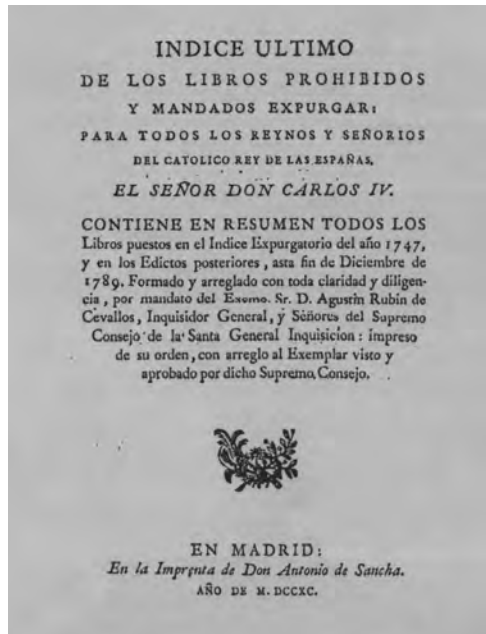 INDICE ULTIMO
DE LOS LIBROS PROHIBIDOS
Y MANDADOS EXPURGAR:
PARA TODOS LOS REYNOS Y SEÑORIOS
DEL CATOLICO REY DE LAS ESPAÑAS,
EL SEÑOR DON CARLOS IV.
CONTIENE EN RESUMEN TODOS LOS
Libros puestos en el Indice Expurgatorio del año 1747,
y en los Edictos posteriores, asta fin de Diciembre de
1789. Formado y arreglado con toda claridad y diligen-
cia, por mandato del Excmo. Sr. D. Agustin Rubin de
Cevallos, Inquisidor General, y Señores del Supremo
Consejo de la Santa General Inquisicion: impreso
de su orden, con arreglo al Exemplar visto y
aprobado por dicho Supremo Consejo.
EN MADRID:
En la Imprenta de Don Antonio de Sancha.
AÑO DE M.DCCXC.